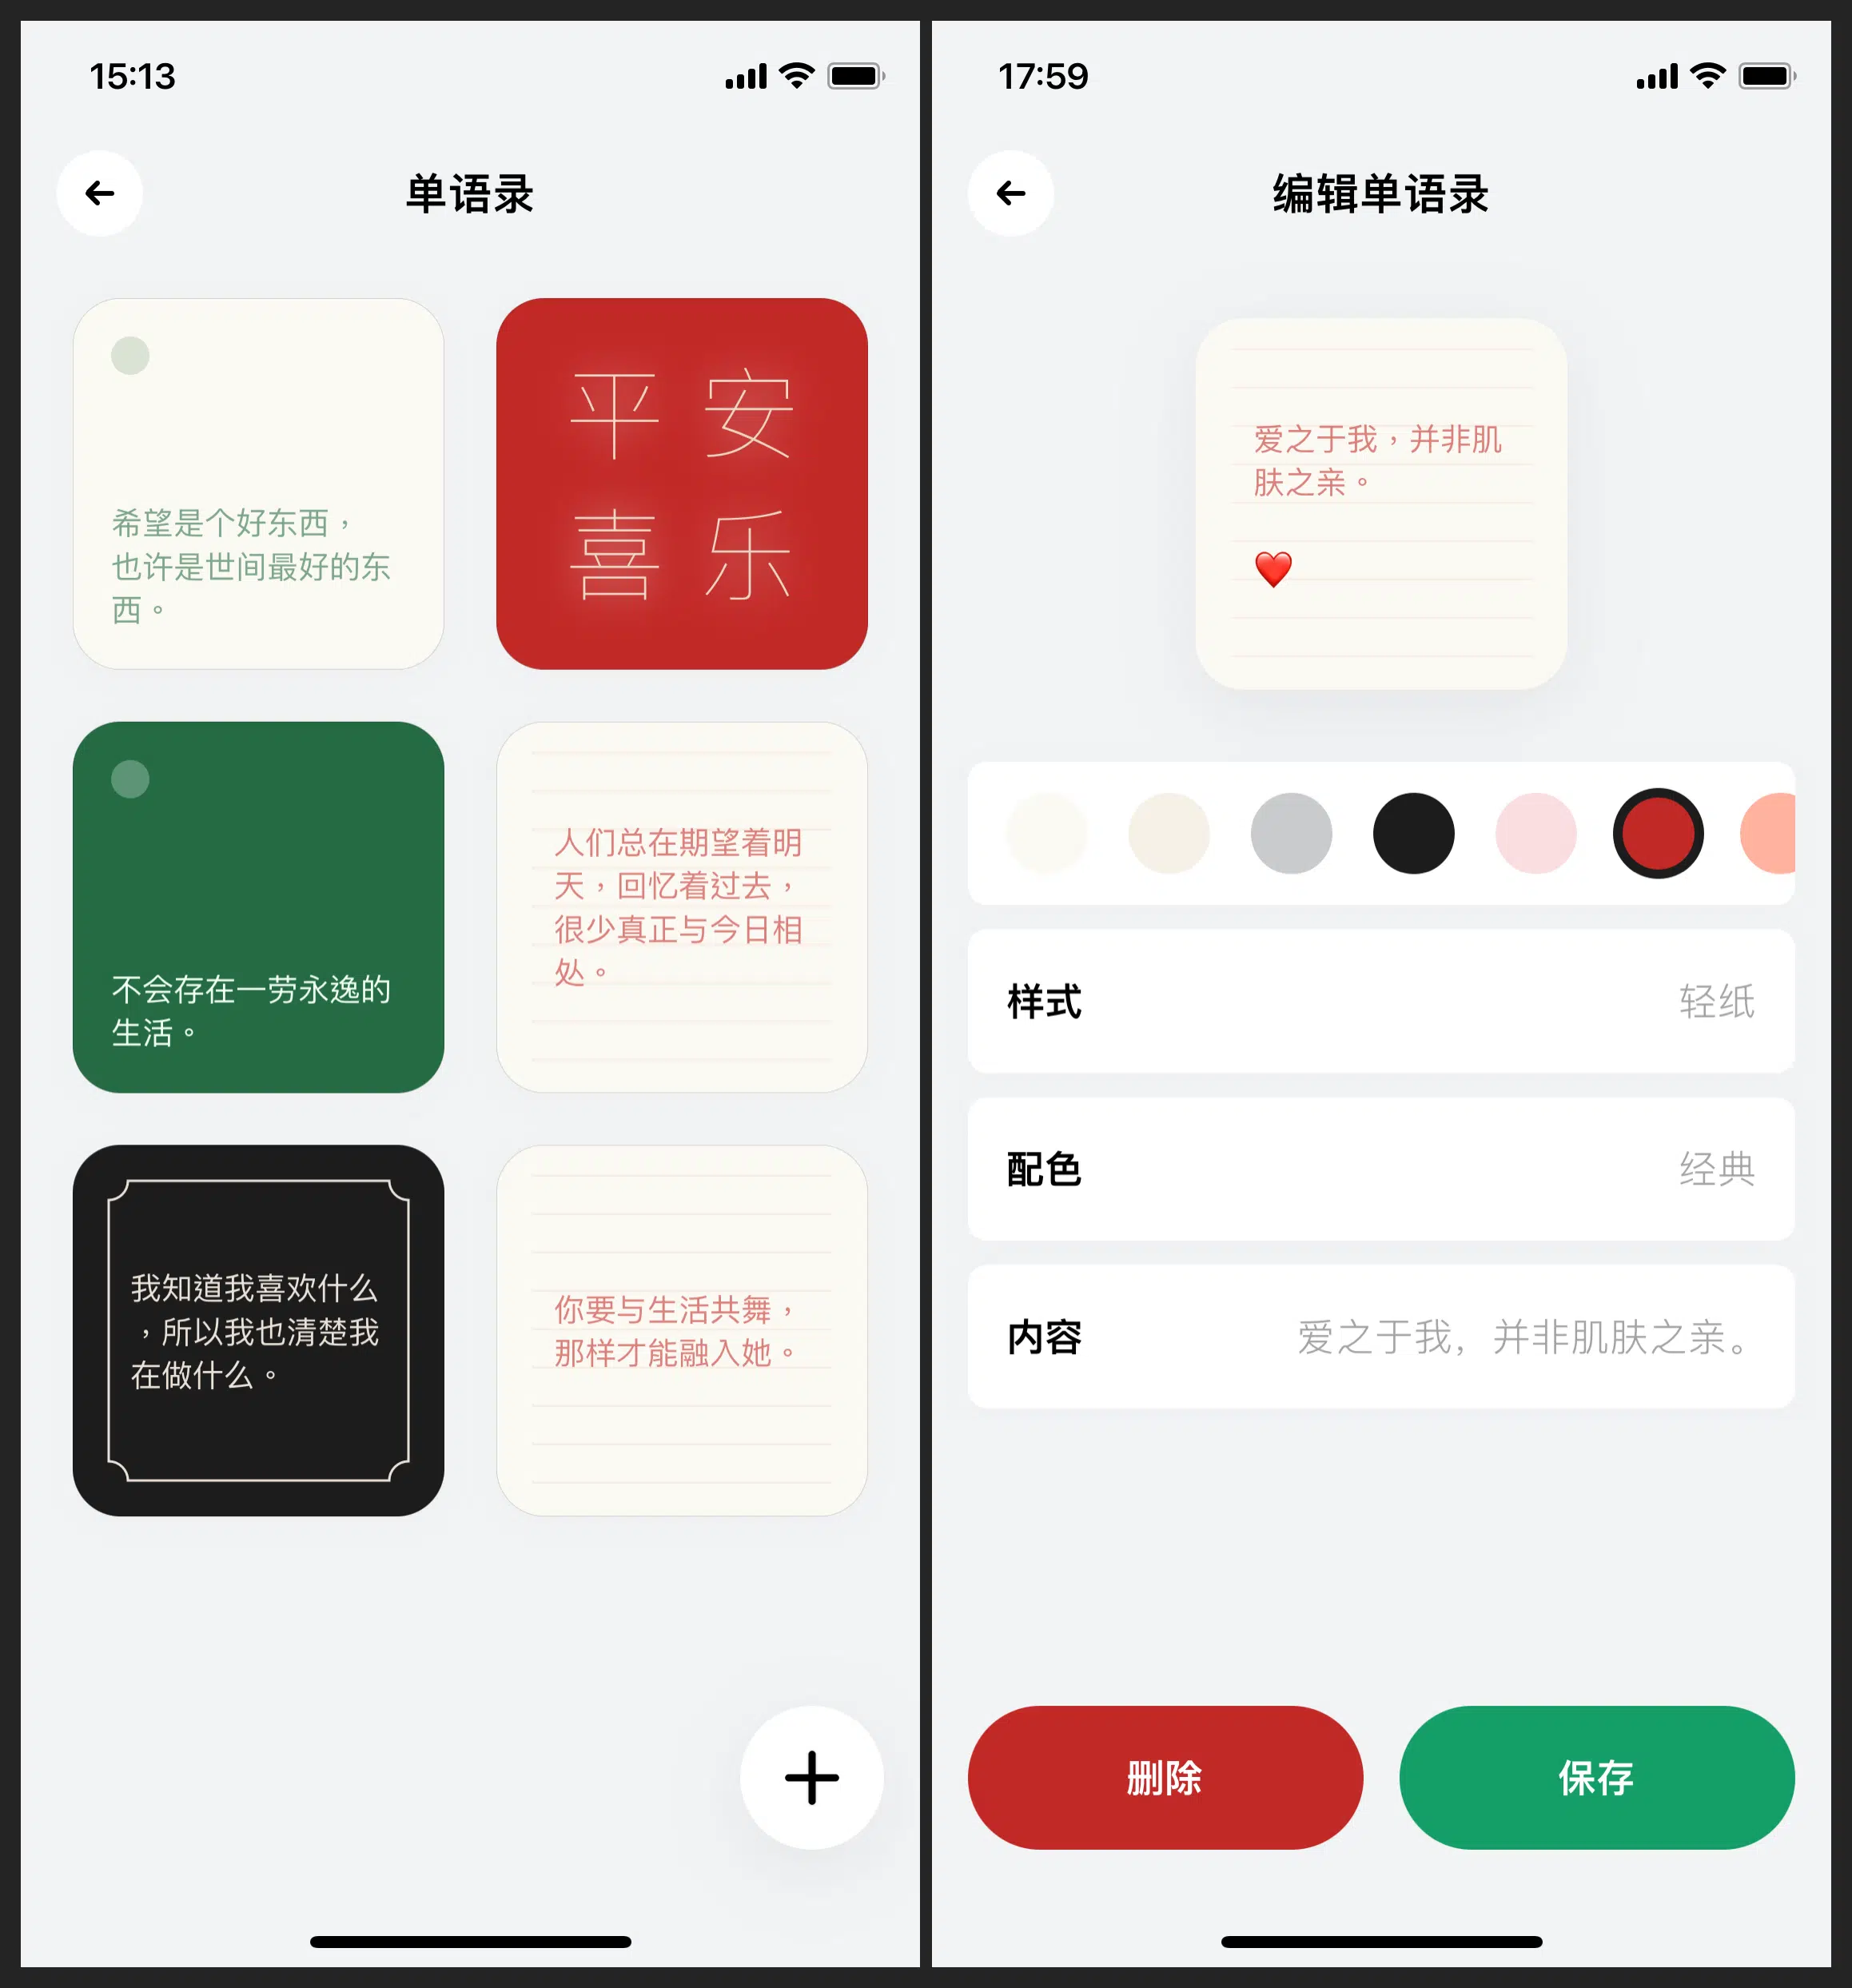 15:13
单语录
希望是个好东西，
也许是世间最好的东
西。
平 安
喜 乐
不会存在一劳永逸的
生活。
人们总在期望着明
天，回忆着过去，
很少真正与今日相
处。
我知道我喜欢什么
，所以我也清楚我
在做什么。
你要与生活共舞，
那样才能融入她。
17:59
编辑单语录
爱之于我，并非肌
肤之亲。
❤️
样式 轻纸
配色 经典
内容 爱之于我，并非肌肤之亲。
删除 保存